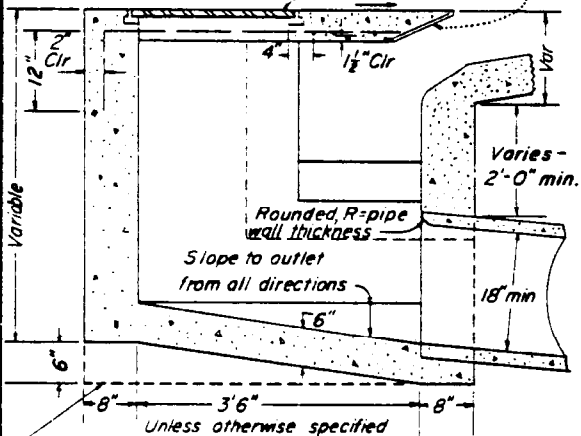 2"
Clr
12"
4"
1½" Clr
Var
Variable
Varies-
2'-0" min.
Rounded, R=pipe
wall thickness
Slope to outlet
from all directions
6"
18" min
6"
8"
3'6"
8"
Unless otherwise specified